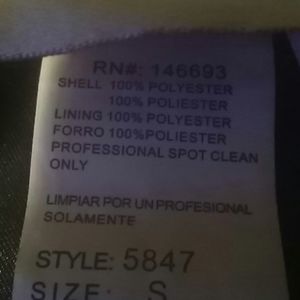 RN#: 146693
SHELL 100% POLYESTER
100% POLIESTER
LINING 100% POLYESTER
FORRO 100%POLIESTER
PROFESSIONAL SPOT CLEAN
ONLY
LIMPIAR POR UN PROFESIONAL
SOLAMENTE
STYLE: 5847
SIZE: S